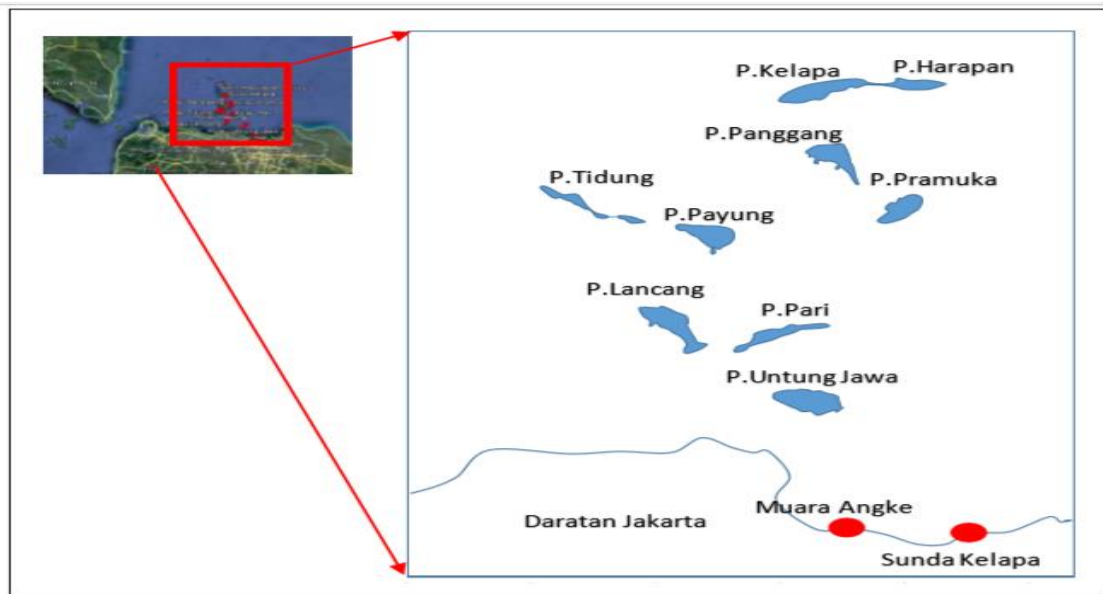 P.Kelapa
P.Harapan
P.Panggang
P.Tidung
P.Pramuka
P.Payung
P.Lancang
P.Pari
P.Untung Jawa
Muara Angke
Daratan Jakarta
Sunda Kelapa